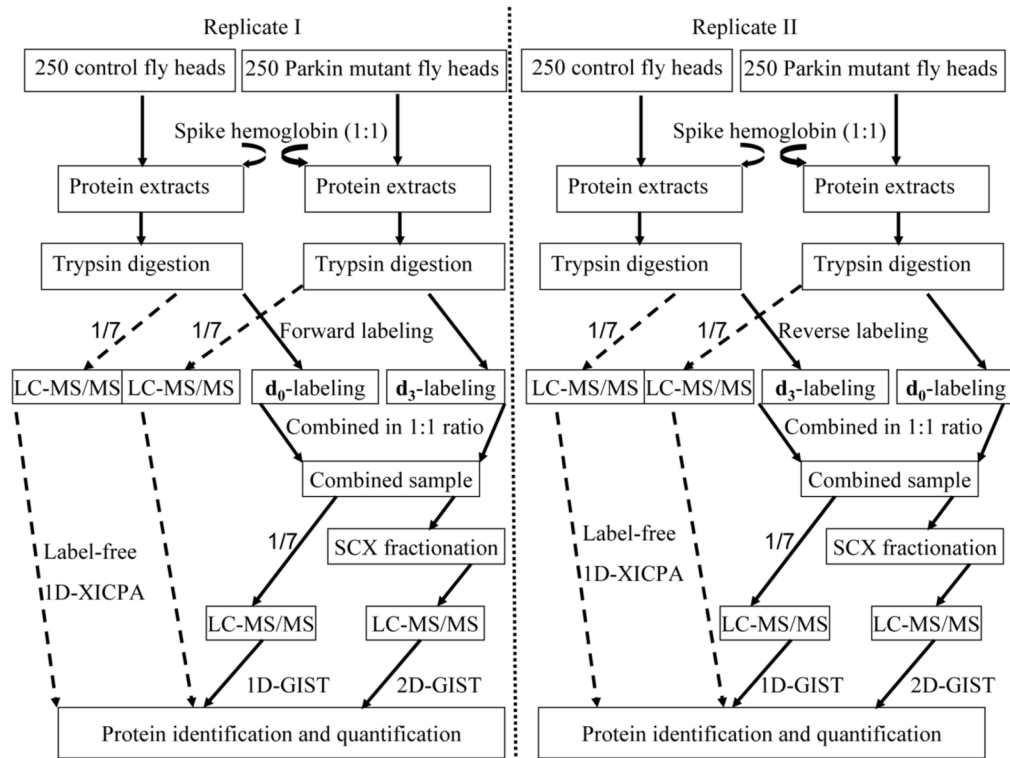 Replicate I
250 control fly heads
250 Parkin mutant fly heads
Spike hemoglobin (1:1)
Protein extracts
Protein extracts
Trypsin digestion
Trypsin digestion
1/7
1/7
Forward labeling
LC-MS/MS
LC-MS/MS
d0-labeling
d3-labeling
Combined in 1:1 ratio
Combined sample
1/7
SCX fractionation
Label-free
1D-XICPA
LC-MS/MS
LC-MS/MS
1D-GIST
2D-GIST
Protein identification and quantification
Replicate II
250 control fly heads
250 Parkin mutant fly heads
Spike hemoglobin (1:1)
Protein extracts
Protein extracts
Trypsin digestion
Trypsin digestion
1/7
1/7
Reverse labeling
LC-MS/MS
LC-MS/MS
d3-labeling
d0-labeling
Combined in 1:1 ratio
Combined sample
1/7
SCX fractionation
Label-free
1D-XICPA
LC-MS/MS
LC-MS/MS
1D-GIST
2D-GIST
Protein identification and quantification